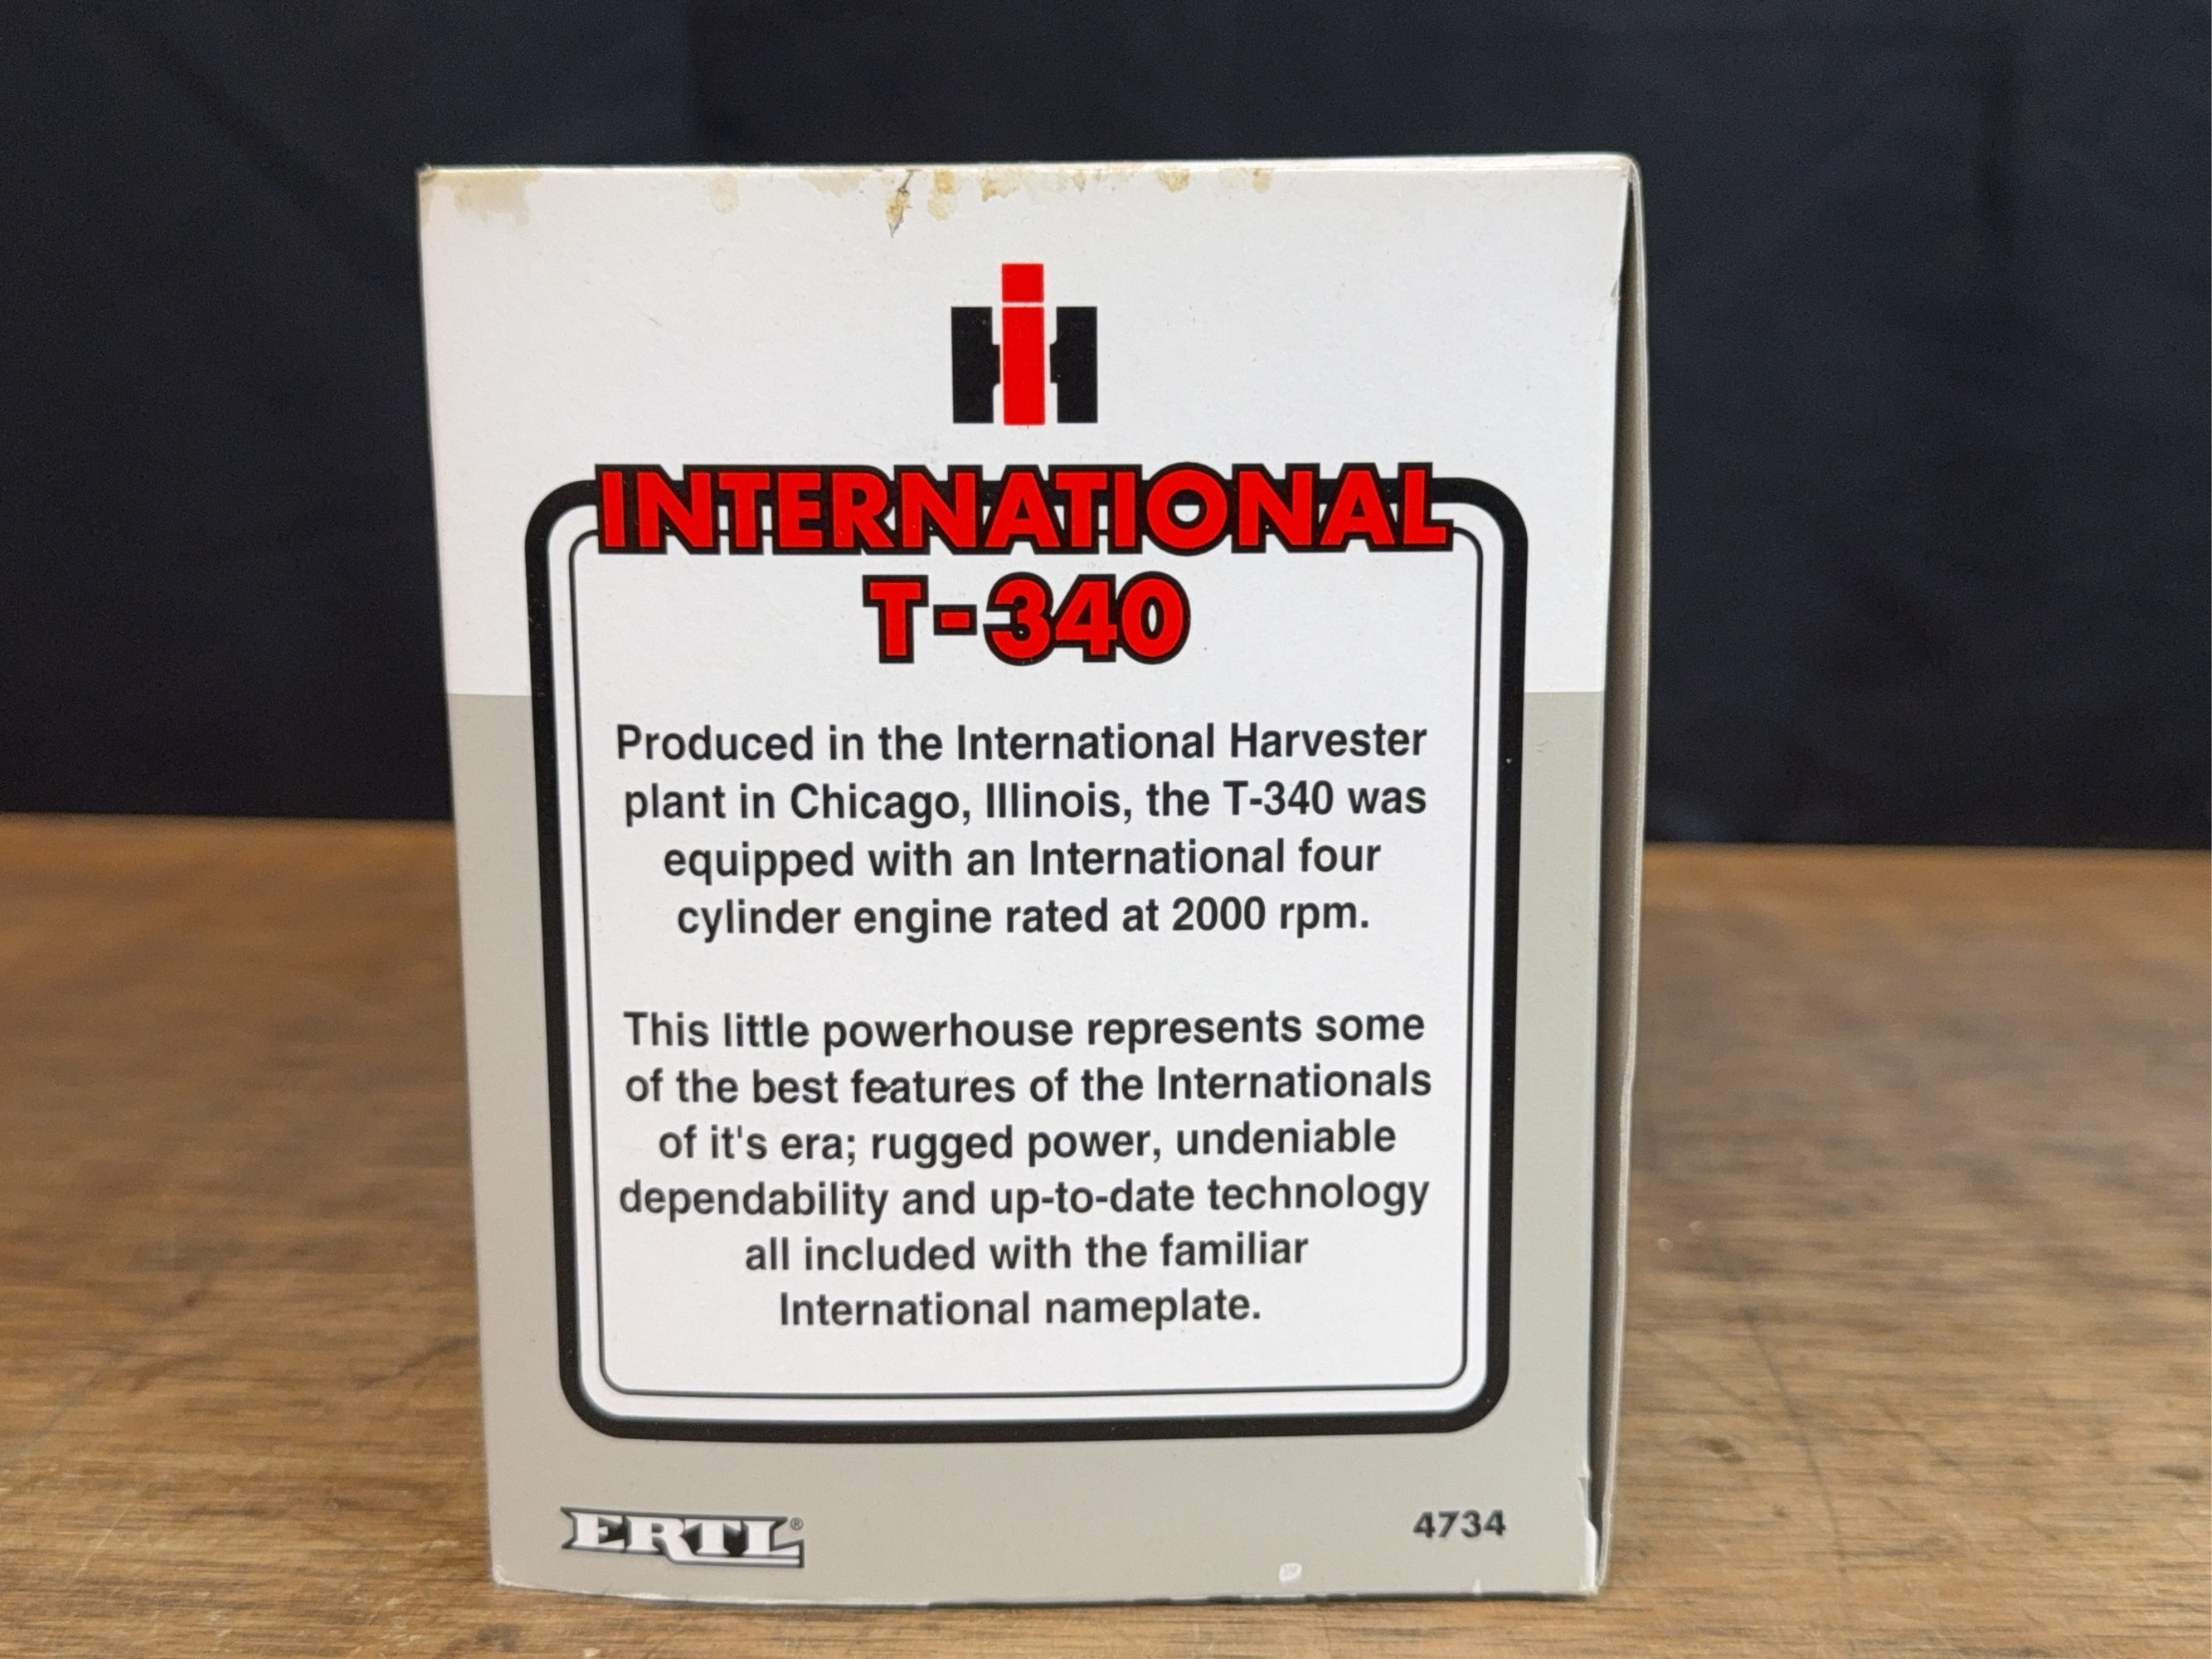 IH
INTERNATIONAL
T-340
Produced in the International Harvester
plant in Chicago, Illinois, the T-340 was
equipped with an International four
cylinder engine rated at 2000 rpm.
This little powerhouse represents some
of the best features of the Internationals
of it's era; rugged power, undeniable
dependability and up-to-date technology
all included with the familiar
International nameplate.
ERTL®
4734